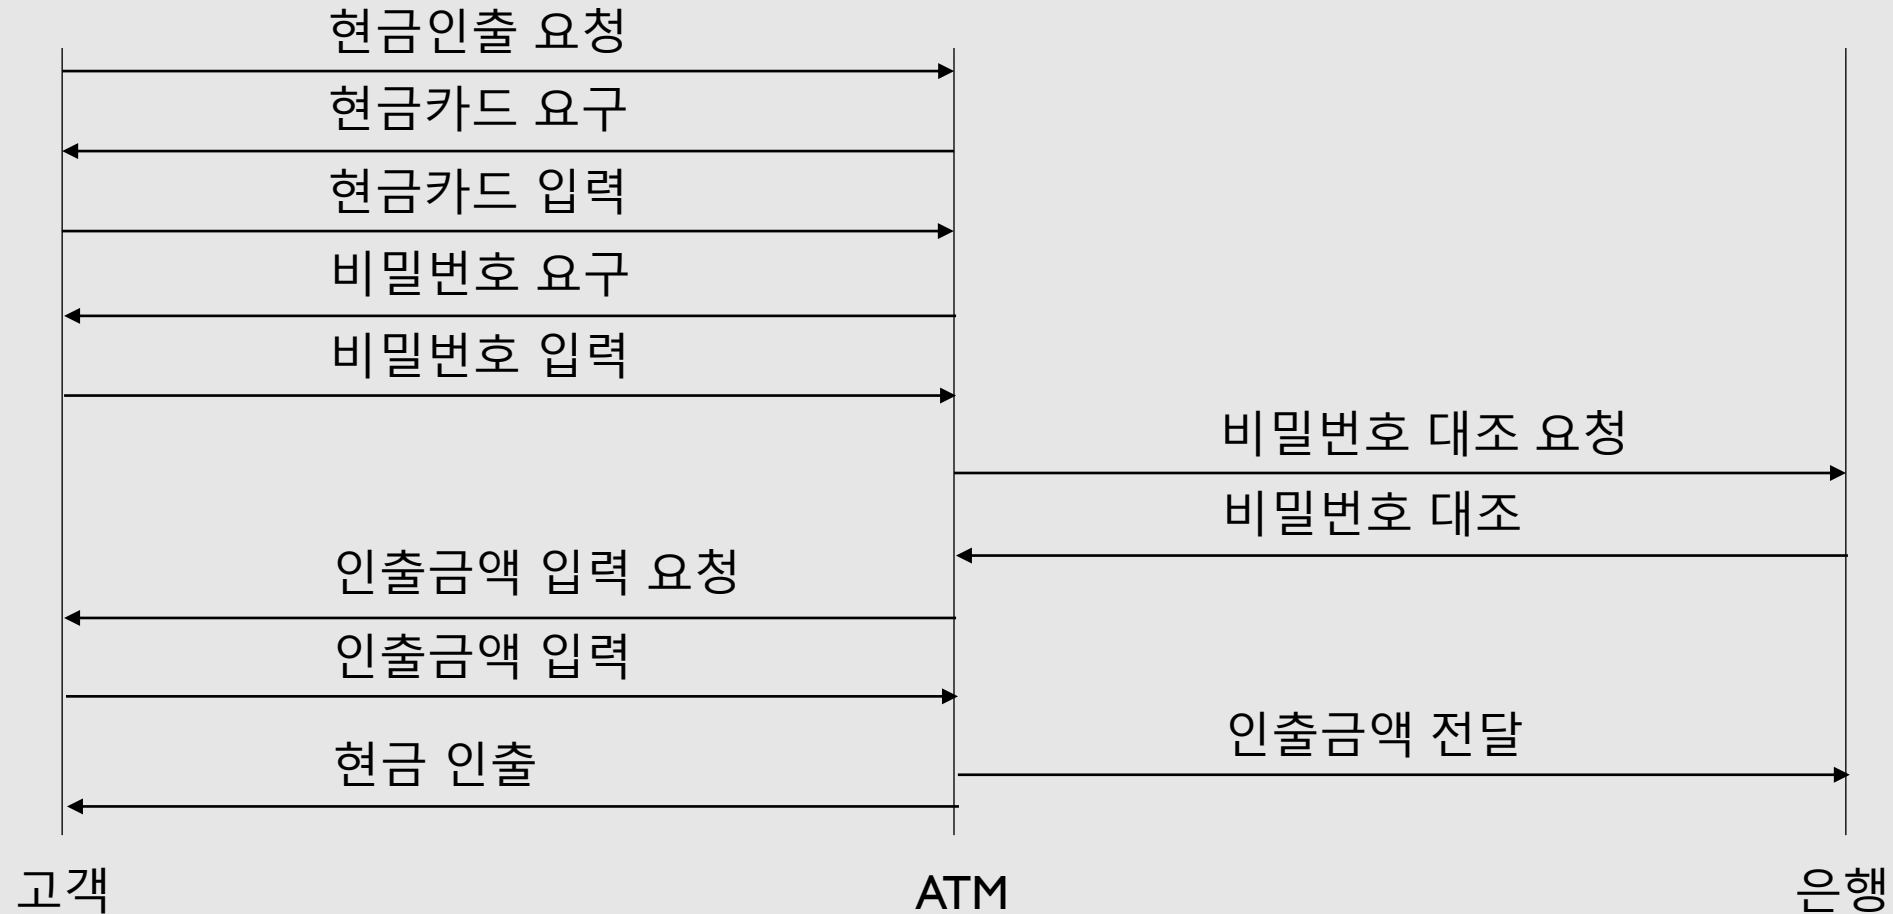 현금인출 요청
현금카드 요구
현금카드 입력
비밀번호 요구
비밀번호 입력
비밀번호 대조 요청
비밀번호 대조
인출금액 입력 요청
인출금액 입력
인출금액 전달
현금 인출
고객
ATM
은행